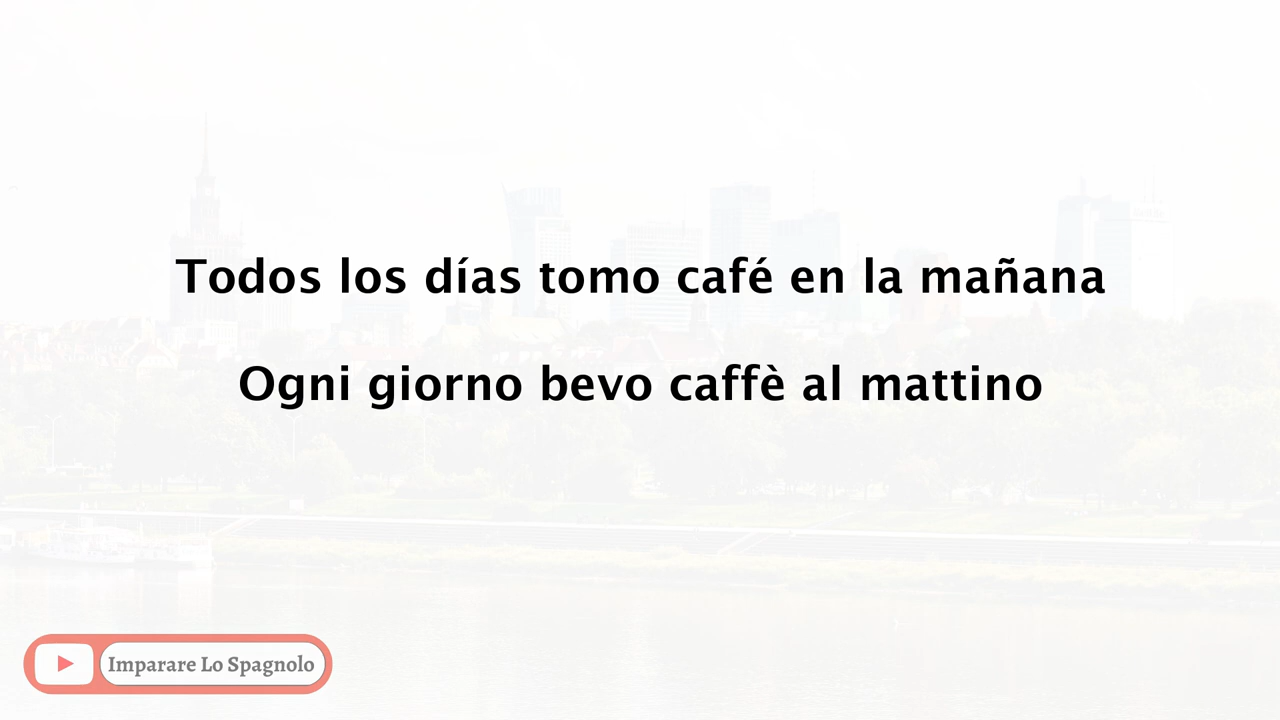 Todos los días tomo café en la mañana
Ogni giorno bevo caffè al mattino
Imparare Lo Spagnolo